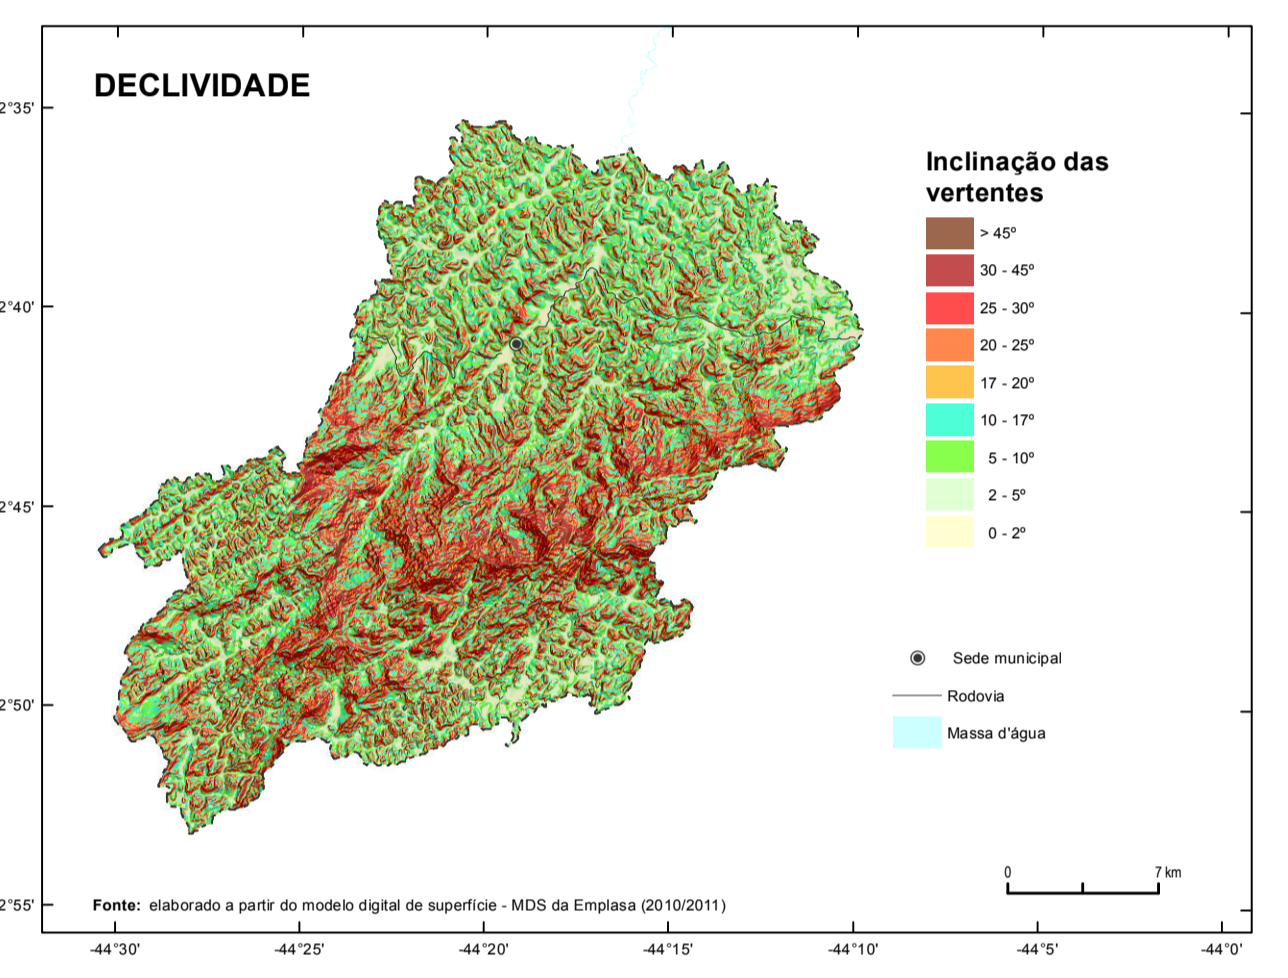 DECLIVIDADE
2°35'
2°40'
2°45'
2°50'
2°55'
Inclinação das
vertentes
> 45º
30 - 45º
25 - 30º
20 - 25º
17 - 20º
10 - 17º
5 - 10º
2 - 5º
0 - 2º
Sede municipal
Rodovia
Massa d'água
0 7 km
Fonte: elaborado a partir do modelo digital de superfície - MDS da Emplasa (2010/2011)
-44°30' -44°25' -44°20' -44°15' -44°10' -44°5' -44°0'